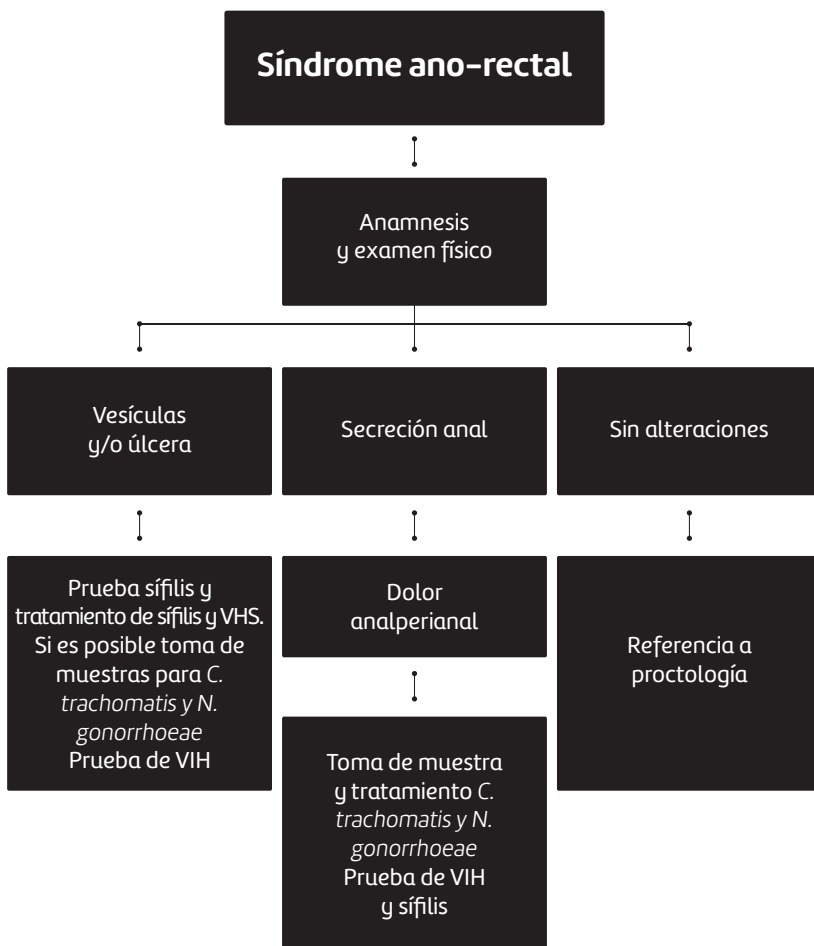 Síndrome ano-rectal
Anamnesis
y examen físico
Vesículas
y/o úlcera
Secreción anal
Sin alteraciones
Prueba sífilis y
tratamiento de sífilis y VHS.
Si es posible toma de
muestras para C.
trachomatis y N.
gonorrhoeae
Prueba de VIH
Dolor
analperianal
Referencia a
proctología
Toma de muestra
y tratamiento C.
trachomatis y N.
gonorrhoeae
Prueba de VIH
y sífilis